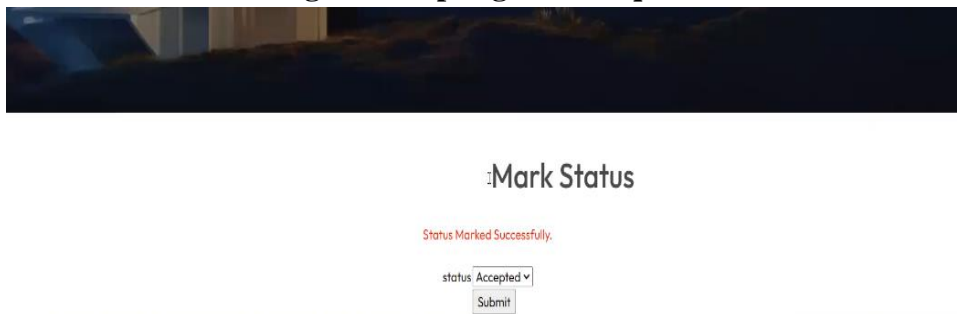 Mark Status
Status Marked Successfully.
status Accepted
Submit